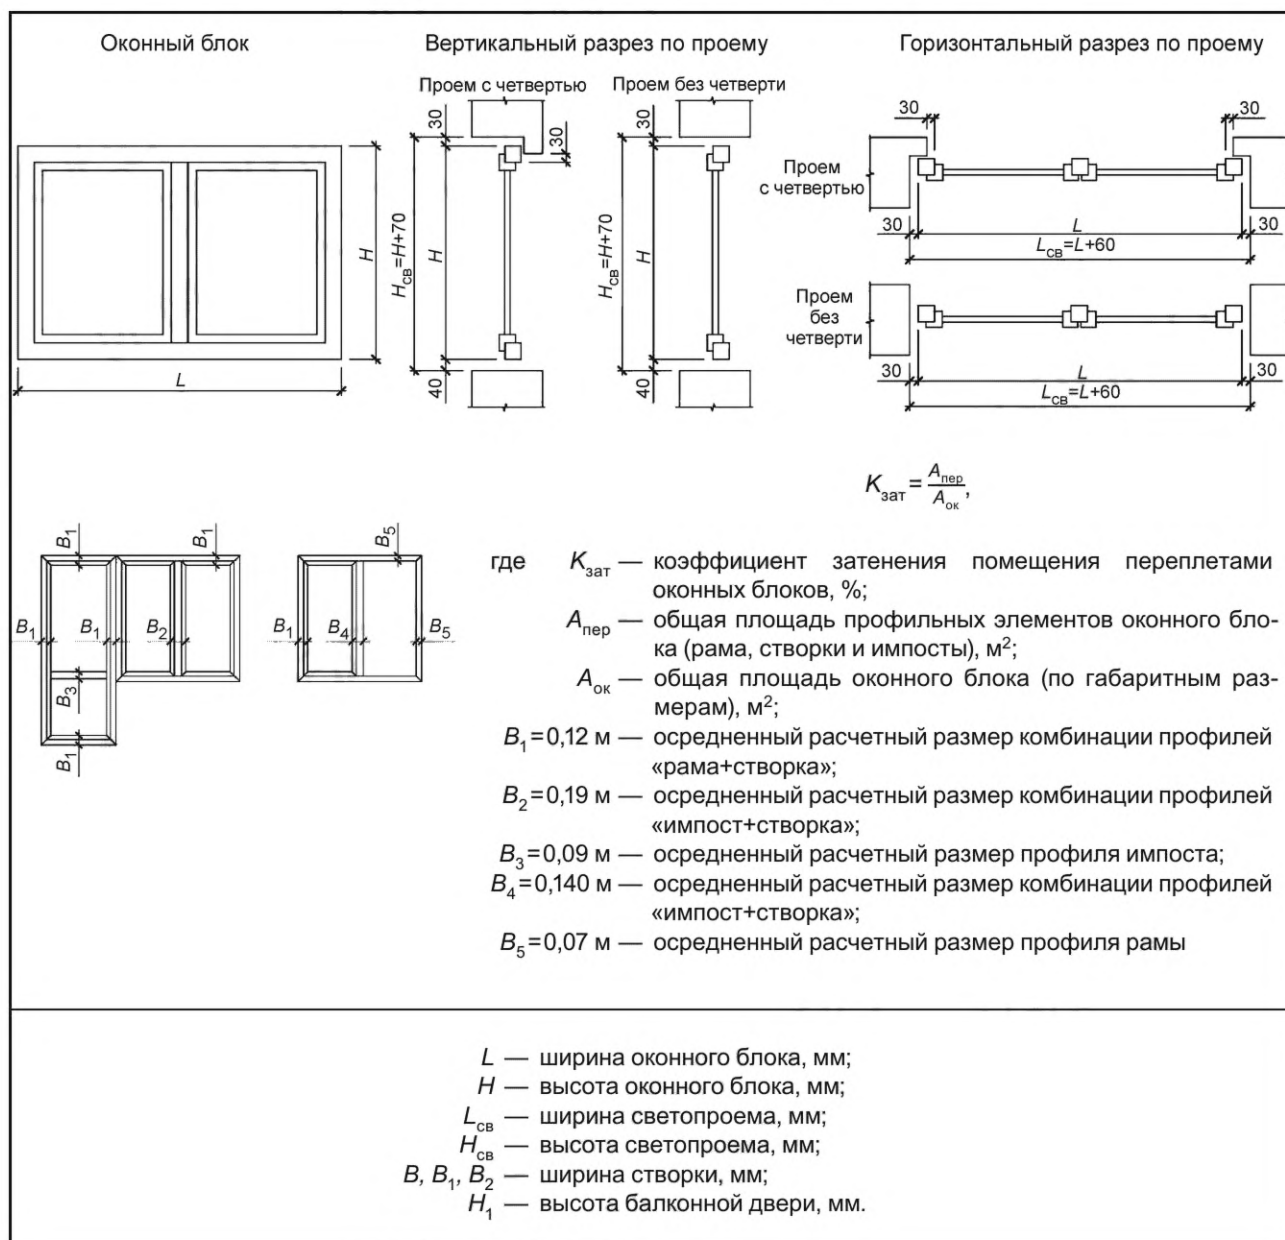 Оконный блок
Вертикальный разрез по проему
Горизонтальный разрез по проему
Проем с четвертью
Проем без четверти
30
30
30
30
30
Проем
с четвертью
H
Hсв=H+70
H
Hсв=H+70
H
30
L
30
Lсв=L+60
Проем
без
четверти
L
40
40
30
L
30
Lсв=L+60
Kзат = Aпер
Aок ,
B1
B1
B5
B1
B1
B2
B1
B4
B5
B3
B1
где Kзат — коэффициент затенения помещения переплетами
оконных блоков, %;
Aпер — общая площадь профильных элементов оконного бло-
ка (рама, створки и импосты), м²;
Aок — общая площадь оконного блока (по габаритным раз-
мерам), м²;
B1=0,12 м — осредненный расчетный размер комбинации профилей
«рама+створка»;
B2=0,19 м — осредненный расчетный размер комбинации профилей
«импост+створка»;
B3=0,09 м — осредненный расчетный размер профиля импоста;
B4=0,140 м — осредненный расчетный размер комбинации профилей
«импост+створка»;
B5=0,07 м — осредненный расчетный размер профиля рамы
L — ширина оконного блока, мм;
H — высота оконного блока, мм;
Lсв — ширина светопроема, мм;
Hсв — высота светопроема, мм;
B, B1, B2 — ширина створки, мм;
H1 — высота балконной двери, мм.